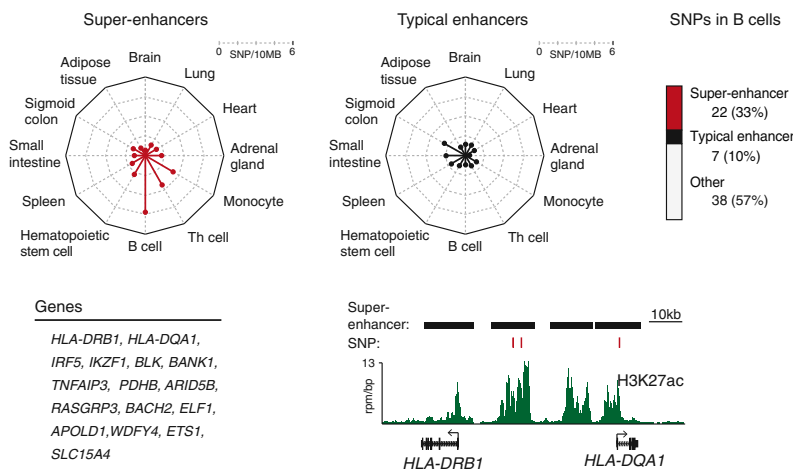 Super-enhancers
0 6
SNP/10MB
Brain
Lung
Heart
Adrenal
gland
Monocyte
Th cell
B cell
Hematopoietic
stem cell
Spleen
Small
intestine
Sigmoid
colon
Adipose
tissue
Typical enhancers
0 6
SNP/10MB
Brain
Lung
Heart
Adrenal
gland
Monocyte
Th cell
B cell
Hematopoietic
stem cell
Spleen
Small
intestine
Sigmoid
colon
Adipose
tissue
SNPs in B cells
Super-enhancer
22 (33%)
Typical enhancer
7 (10%)
Other
38 (57%)
Genes
HLA-DRB1, HLA-DQA1,
IRF5, IKZF1, BLK, BANK1,
TNFAIP3, PDHB, ARID5B,
RASGRP3, BACH2, ELF1,
APOLD1,WDFY4, ETS1,
SLC15A4
Super-
enhancer:
10kb
SNP:
13
rpm/bp
H3K27ac
HLA-DRB1
HLA-DQA1